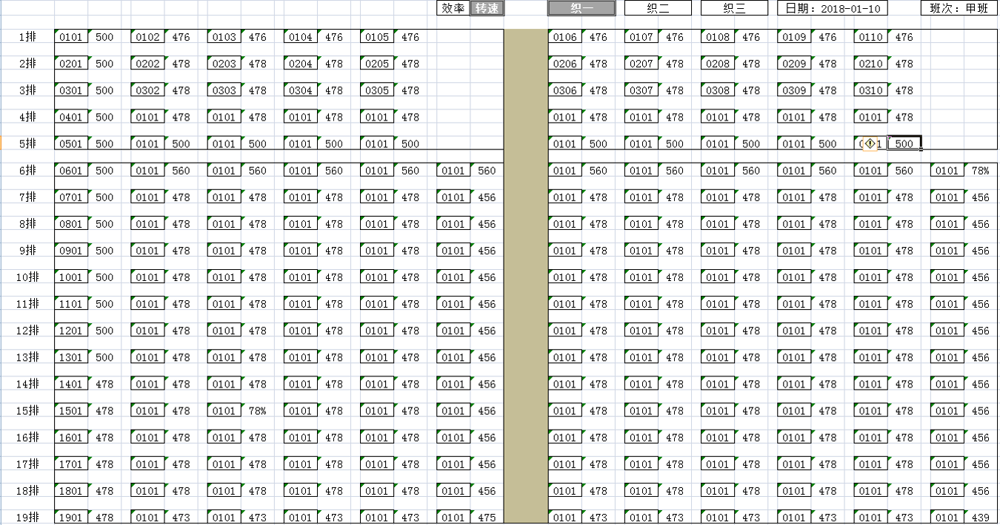 效率 转速 织一 织二 织三 日期：2018-01-10 班次：甲班
1排 0101 500 0102 476 0103 476 0104 476 0105 476 0106 476 0107 476 0108 476 0109 476 0110 476
2排 0201 500 0202 478 0203 478 0204 478 0205 478 0206 478 0207 478 0208 478 0209 478 0210 478
3排 0301 500 0302 478 0303 478 0304 478 0305 478 0306 478 0307 478 0308 478 0309 478 0310 478
4排 0401 500 0101 478 0101 478 0101 478 0101 478 0101 478 0101 478 0101 478 0101 478 0101 478
5排 0501 500 0101 500 0101 500 0101 500 0101 500 0101 500 0101 500 0101 500 0101 500 500
6排 0601 500 0101 560 0101 560 0101 560 0101 560 0101 560 0101 560 0101 560 0101 560 0101 560 0101 560 0101 78%
7排 0701 500 0101 478 0101 478 0101 478 0101 478 0101 456 0101 478 0101 478 0101 478 0101 478 0101 478 0101 456
8排 0801 500 0101 478 0101 478 0101 478 0101 478 0101 456 0101 478 0101 478 0101 478 0101 478 0101 478 0101 456
9排 0901 500 0101 478 0101 478 0101 478 0101 478 0101 456 0101 478 0101 478 0101 478 0101 478 0101 478 0101 456
10排 1001 500 0101 478 0101 478 0101 478 0101 478 0101 456 0101 478 0101 478 0101 478 0101 478 0101 478 0101 456
11排 1101 500 0101 478 0101 478 0101 478 0101 478 0101 456 0101 478 0101 478 0101 478 0101 478 0101 478 0101 456
12排 1201 500 0101 478 0101 478 0101 478 0101 478 0101 456 0101 478 0101 478 0101 478 0101 478 0101 478 0101 456
13排 1301 500 0101 478 0101 478 0101 478 0101 478 0101 456 0101 478 0101 478 0101 478 0101 478 0101 478 0101 456
14排 1401 478 0101 478 0101 478 0101 478 0101 478 0101 456 0101 478 0101 478 0101 478 0101 478 0101 478 0101 456
15排 1501 478 0101 478 0101 78% 0101 478 0101 478 0101 456 0101 478 0101 478 0101 478 0101 478 0101 478 0101 456
16排 1601 478 0101 478 0101 478 0101 478 0101 478 0101 456 0101 478 0101 478 0101 478 0101 478 0101 478 0101 456
17排 1701 478 0101 478 0101 478 0101 478 0101 478 0101 456 0101 478 0101 478 0101 478 0101 478 0101 478 0101 456
18排 1801 478 0101 478 0101 478 0101 478 0101 478 0101 456 0101 478 0101 478 0101 478 0101 478 0101 478 0101 456
19排 1901 478 0101 473 0101 473 0101 473 0101 473 0101 475 0101 473 0101 473 0101 473 0101 473 0101 473 0101 439